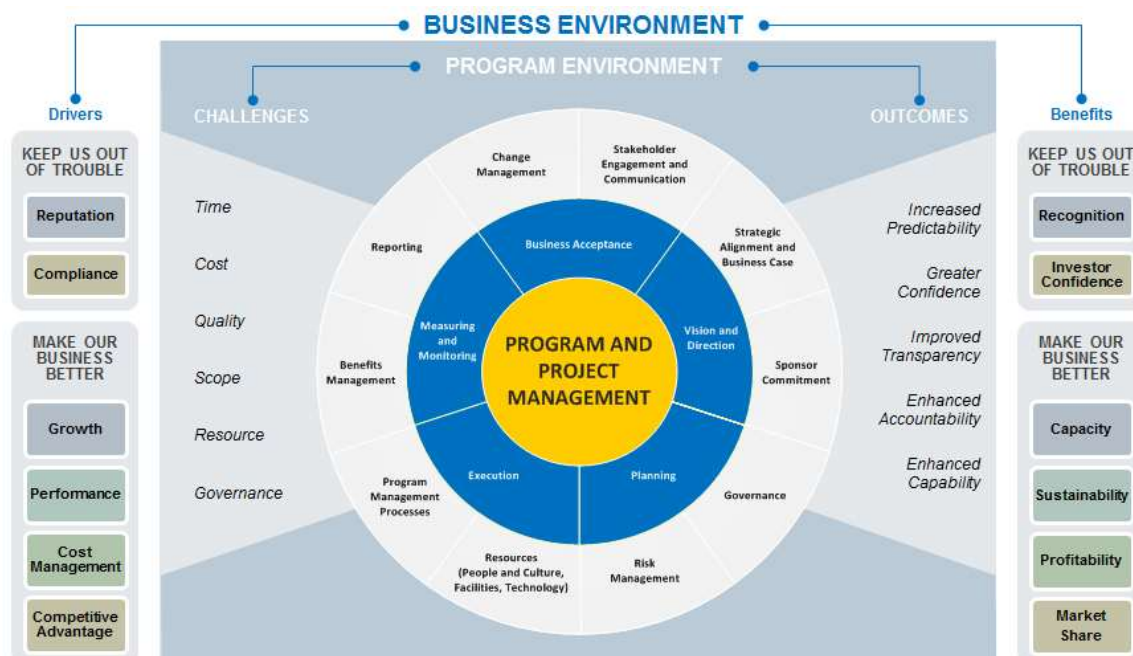 BUSINESS ENVIRONMENT
PROGRAM ENVIRONMENT
Drivers
KEEP US OUT
OF TROUBLE
Reputation
Compliance
MAKE OUR
BUSINESS
BETTER
Growth
Performance
Cost
Management
Competitive
Advantage
CHALLENGES
Time
Cost
Quality
Scope
Resource
Governance
Change
Management
Stakeholder
Engagement and
Communication
Strategic
Alignment and
Business Case
Sponsor
Commitment
Governance
Risk
Management
Resources
(People and Culture,
Facilities, Technology)
Program
Management
Processes
Benefits
Management
Reporting
Business Acceptance
Vision and
Direction
Planning
Execution
Measuring
and
Monitoring
PROGRAM AND
PROJECT
MANAGEMENT
OUTCOMES
Increased
Predictability
Greater
Confidence
Improved
Transparency
Enhanced
Accountability
Enhanced
Capability
Benefits
KEEP US OUT
OF TROUBLE
Recognition
Investor
Confidence
MAKE OUR
BUSINESS
BETTER
Capacity
Sustainability
Profitability
Market
Share